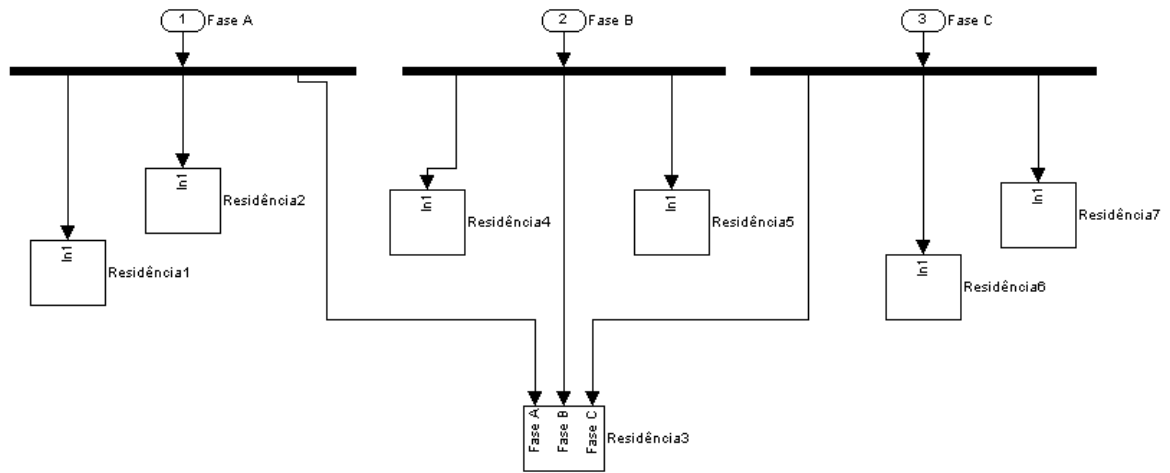 1 Fase A
2 Fase B
3 Fase C
In1
Residência1
In1
Residência2
In1
Residência4
In1
Residência5
In1
Residência6
In1
Residência7
Fase A
Fase B
Fase C
Residência3